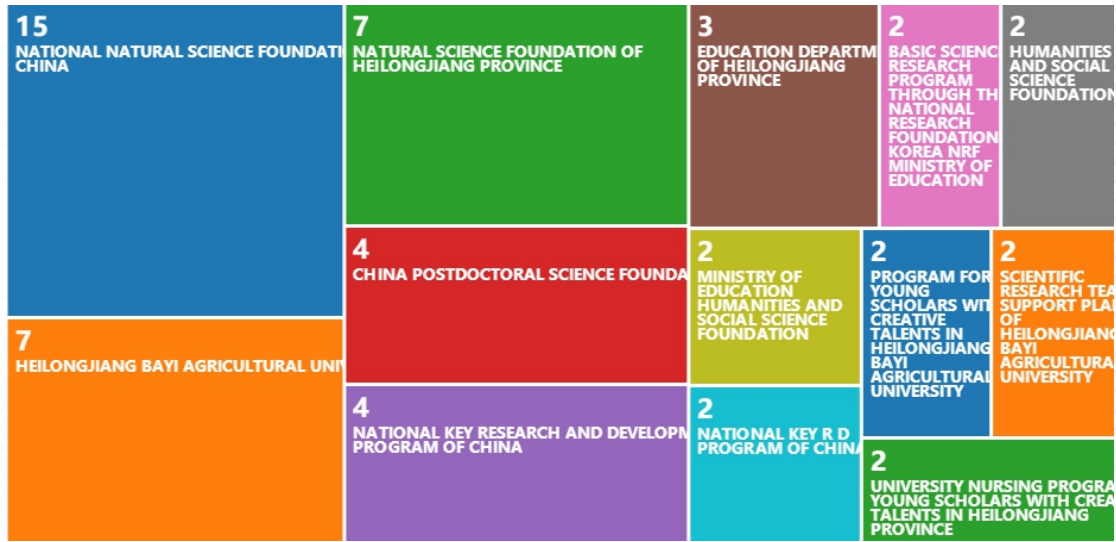 15
NATIONAL NATURAL SCIENCE FOUNDATI
CHINA
7
HEILONGJIANG BAYI AGRICULTURAL UNIV
7
NATURAL SCIENCE FOUNDATION OF
HEILONGJIANG PROVINCE
4
CHINA POSTDOCTORAL SCIENCE FOUNDA
4
NATIONAL KEY RESEARCH AND DEVELOPM
PROGRAM OF CHINA
3
EDUCATION DEPARTM
OF HEILONGJIANG
PROVINCE
2
BASIC SCIENC
RESEARCH
PROGRAM
THROUGH TH
NATIONAL
RESEARCH
FOUNDATION
KOREA NRF
MINISTRY OF
EDUCATION
2
HUMANITIES
AND SOCIAL
SCIENCE
FOUNDATION
2
MINISTRY OF
EDUCATION
HUMANITIES AND
SOCIAL SCIENCE
FOUNDATION
2
NATIONAL KEY R D
PROGRAM OF CHINA
2
PROGRAM FOR
YOUNG
SCHOLARS WIT
CREATIVE
TALENTS IN
HEILONGJIANG
BAYI
AGRICULTURAL
UNIVERSITY
2
SCIENTIFIC
RESEARCH TEA
SUPPORT PLAN
OF
HEILONGJIANG
BAYI
AGRICULTURA
UNIVERSITY
2
UNIVERSITY NURSING PROGRA
YOUNG SCHOLARS WITH CREA
TALENTS IN HEILONGJIANG
PROVINCE